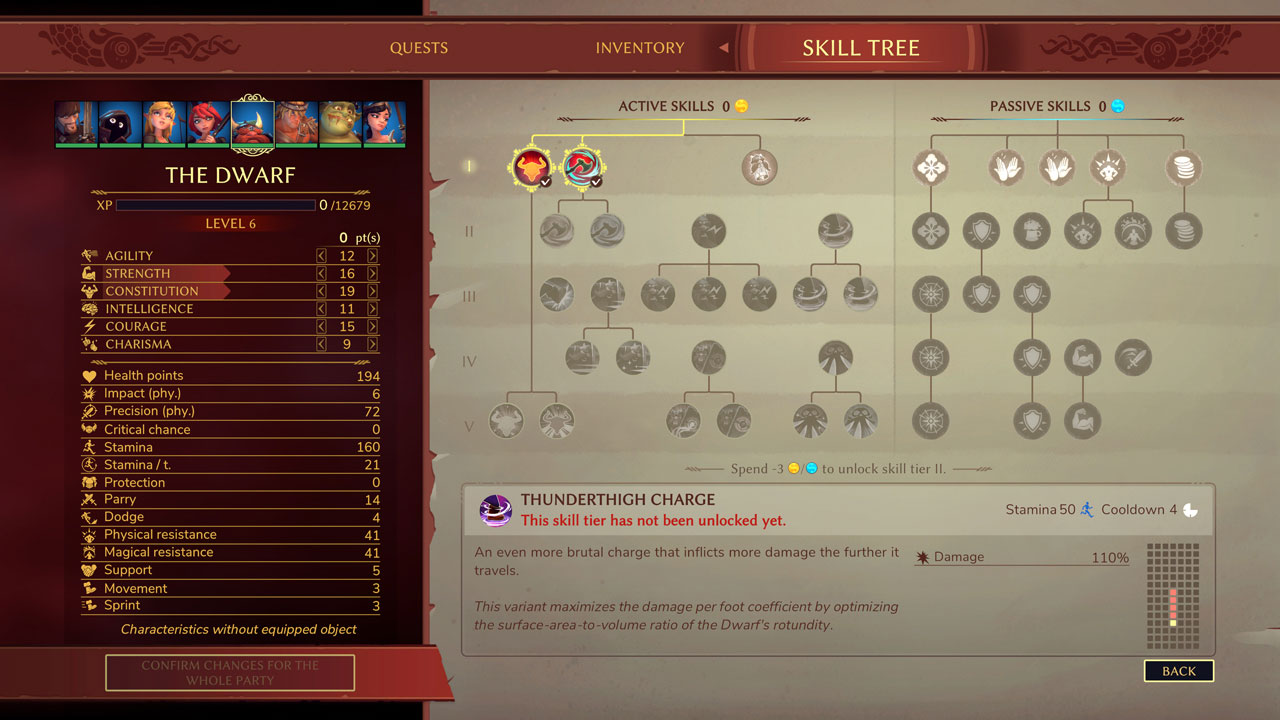 QUESTS
INVENTORY
SKILL TREE
THE DWARF
XP 0 /12679
LEVEL 6
0 pt(s)
AGILITY 12
STRENGTH 16
CONSTITUTION 19
INTELLIGENCE 11
COURAGE 15
CHARISMA 9
Health points 194
Impact (phy.) 6
Precision (phy.) 72
Critical chance 0
Stamina 160
Stamina / t. 21
Protection 0
Parry 14
Dodge 4
Physical resistance 41
Magical resistance 41
Support 5
Movement 3
Sprint 3
Characteristics without equipped object
CONFIRM CHANGES FOR THE
WHOLE PARTY
ACTIVE SKILLS 0
PASSIVE SKILLS 0
I
II
III
IV
V
Spend -3 / to unlock skill tier II.
THUNDERTHIGH CHARGE
This skill tier has not been unlocked yet.
Stamina 50 Cooldown 4
An even more brutal charge that inflicts more damage the further it
travels.
This variant maximizes the damage per foot coefficient by optimizing
the surface-area-to-volume ratio of the Dwarf's rotundity.
Damage 110%
BACK